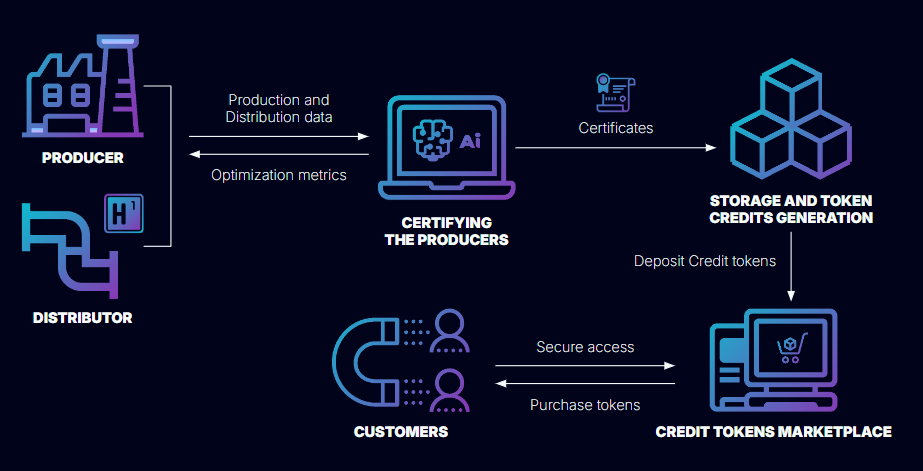 Production and
Distribution data
Optimization metrics
PRODUCER
H1
DISTRIBUTOR
Ai
CERTIFYING
THE PRODUCERS
Certificates
STORAGE AND TOKEN
CREDITS GENERATION
Deposit Credit tokens
Secure access
Purchase tokens
CUSTOMERS
CREDIT TOKENS MARKETPLACE